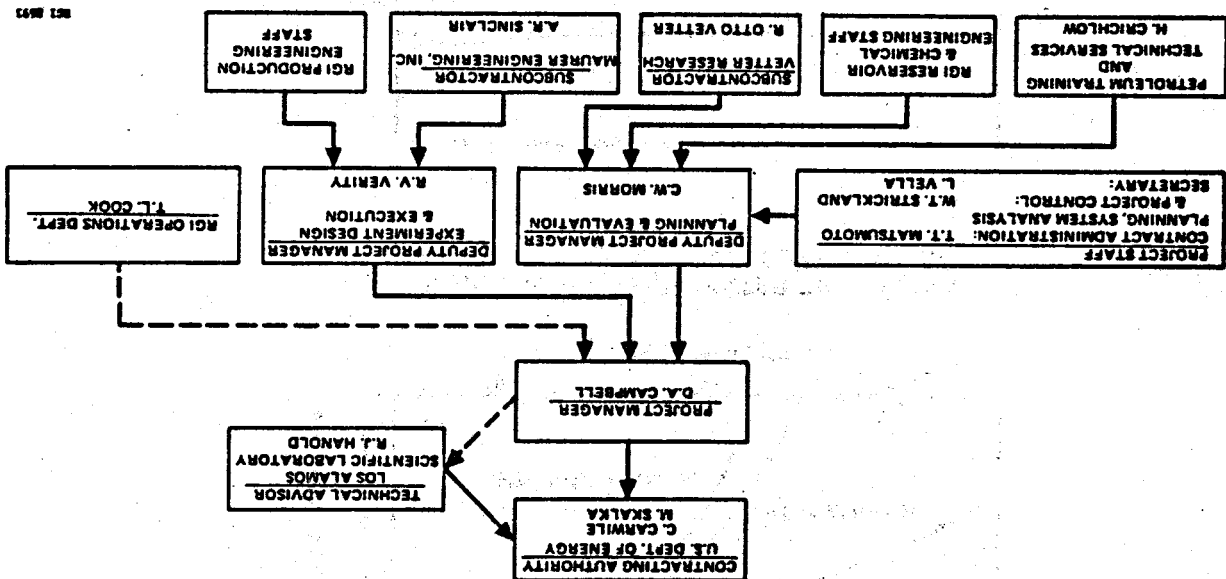 CONTRACTING AUTHORITY
U.S. DEPT. OF ENERGY
C. CARWILE
M. SKALKA
TECHNICAL ADVISOR
LOS ALAMOS
SCIENTIFIC LABORATORY
R.J. HANOLD
PROJECT MANAGER
D.A. CAMPBELL
PROJECT STAFF
CONTRACT ADMINISTRATION: T.T. MATSUMOTO
PLANNING, SYSTEM ANALYSIS
& PROJECT CONTROL: W.T. STRICKLAND
SECRETARY: L. VELLA
DEPUTY PROJECT MANAGER
PLANNING & EVALUATION
C.W. MORRIS
DEPUTY PROJECT MANAGER
EXPERIMENT DESIGN
& EXECUTION
R.V. VERITY
RGI OPERATIONS DEPT.
T.L. COOK
PETROLEUM TRAINING
AND
TECHNICAL SERVICES
H. CRICHLOW
RGI RESERVOIR
& CHEMICAL
ENGINEERING STAFF
SUBCONTRACTOR
VETTER RESEARCH
R. OTTO VETTER
SUBCONTRACTOR
MAURER ENGINEERING, INC
A.R. SINCLAIR
RGI PRODUCTION
ENGINEERING
STAFF